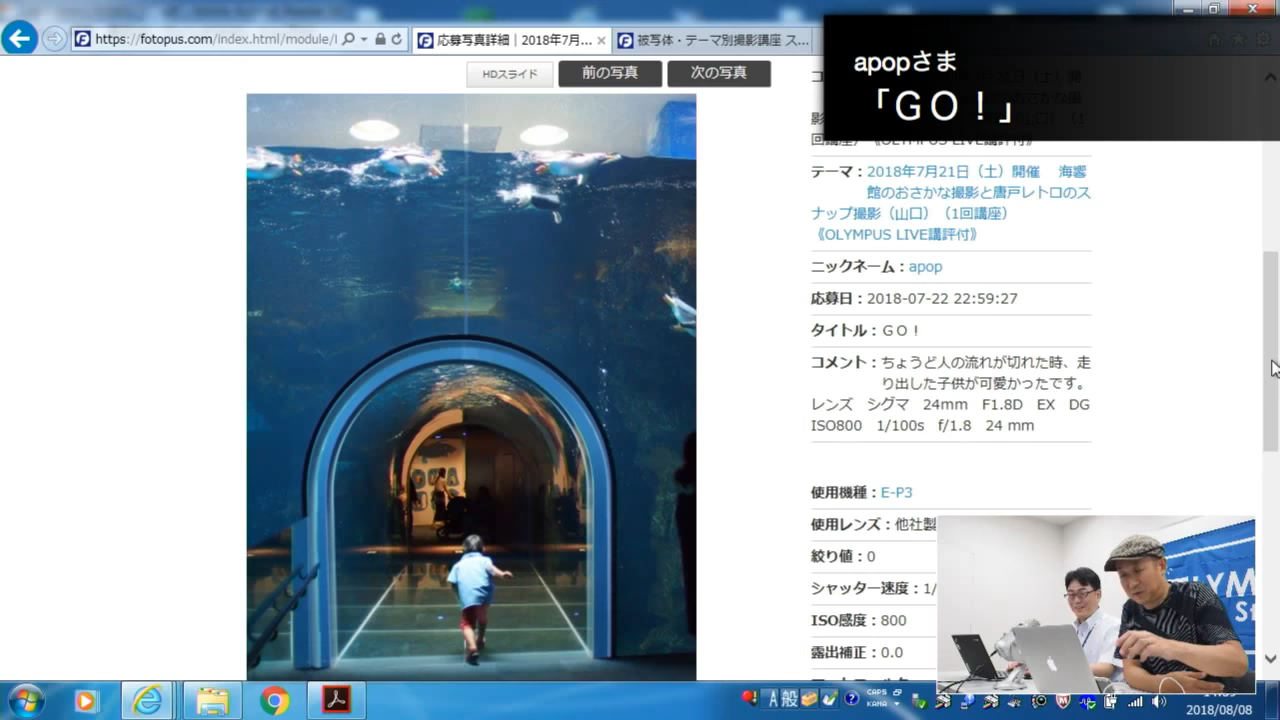 https://fotopus.com/index.html/module/
応募写真詳細 | 2018年7月...
被写体・テーマ別撮影講座 ス...
apopさま
「ＧＯ！」
HDスライド
前の写真
次の写真
テーマ：2018年7月21日（土）開催　海響
館のおさかな撮影と唐戸レトロのス
ナップ撮影（山口）（1回講座）
《OLYMPUS LIVE講評付》
ニックネーム：apop
応募日：2018-07-22 22:59:27
タイトル：ＧＯ！
コメント：ちょうど人の流れが切れた時、走
り出した子供が可愛かったです。
レンズ　シグマ　24mm　F1.8D　EX　DG
ISO800　1/100s　f/1.8　24 mm
使用機種：E-P3
使用レンズ：他社製
絞り値：0
シャッター速度：1/
ISO感度：800
露出補正：0.0
A 般
CAPS
KANA
2018/08/08